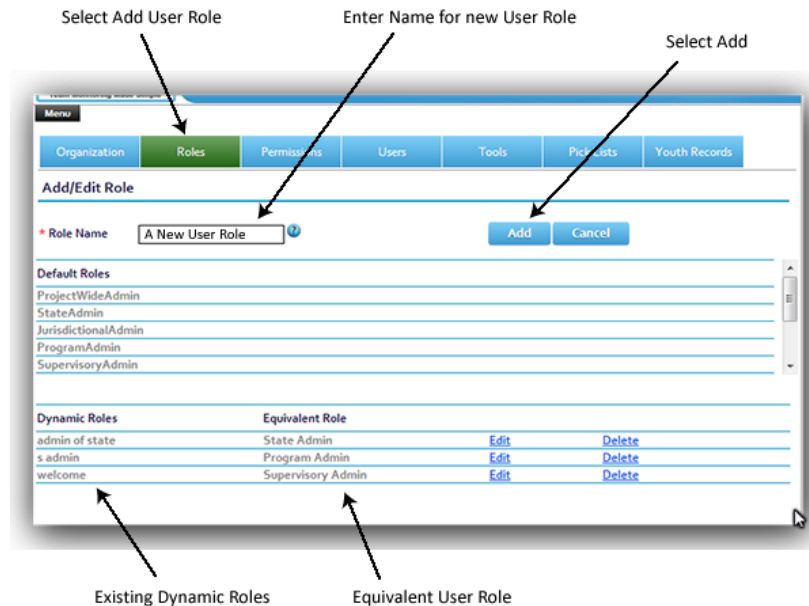 Select Add User Role
Enter Name for new User Role
Select Add
Menu
Organization Roles Permissions Users Tools Pick Lists Youth Records
Add/Edit Role
* Role Name A New User Role ? Add Cancel
Default Roles
ProjectWideAdmin
StateAdmin
JurisdictionalAdmin
ProgramAdmin
SupervisoryAdmin
Dynamic Roles Equivalent Role
admin of state State Admin Edit Delete
s admin Program Admin Edit Delete
welcome Supervisory Admin Edit Delete
Existing Dynamic Roles Equivalent User Role